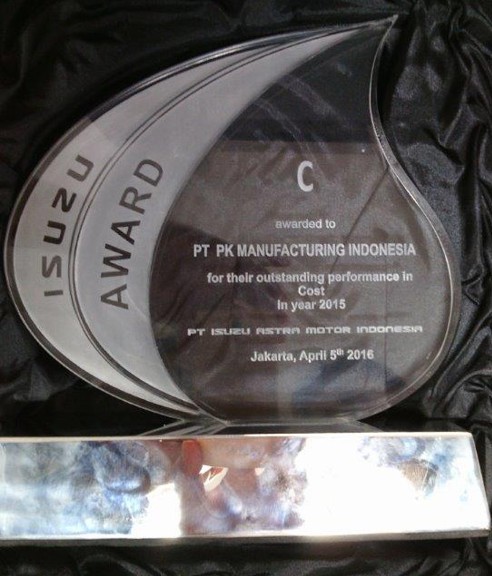 ISUZU
AWARD
C
awarded to
PT PK MANUFACTURING INDONESIA
for their outstanding performance in
Cost
In year 2015
PT ISUZU ASTRA MOTOR INDONESIA
Jakarta, April 5th 2016